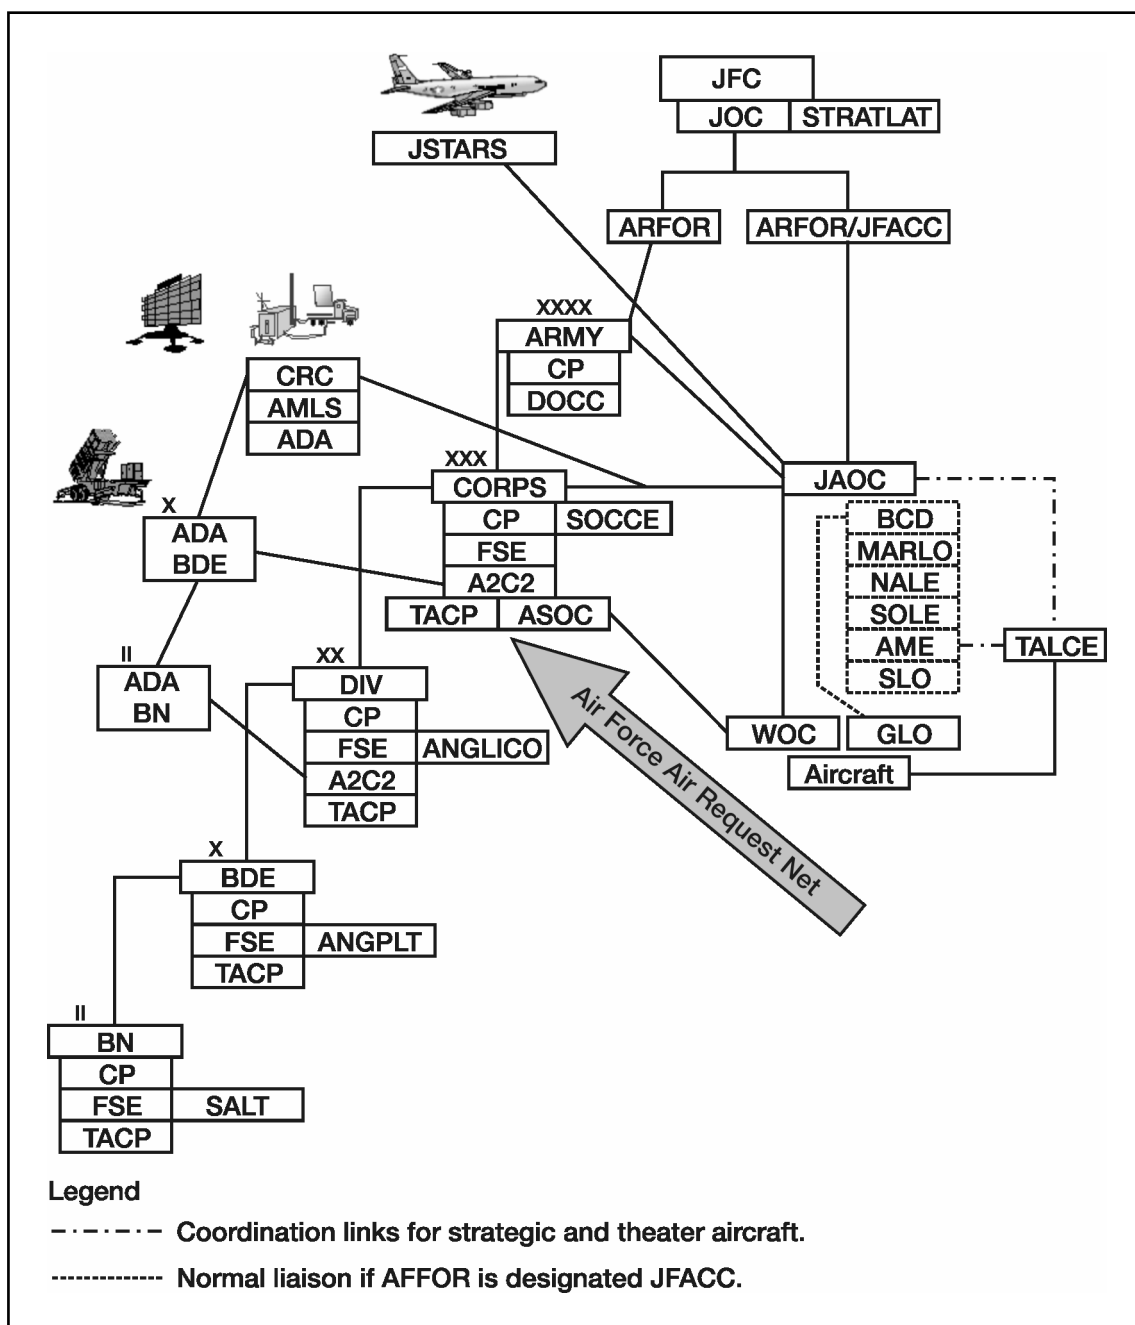 JFC
JOC STRATLAT
JSTARS
ARFOR ARFOR/JFACC
XXXX
ARMY
CP
DOCC
CRC
AMLS
ADA
XXX
CORPS
CP SOCCE
FSE
A2C2
TACP ASOC
JAOC
BCD
MARLO
NALE
SOLE
AME
SLO
TALCE
WOC GLO
Aircraft
X
ADA
BDE
II
ADA
BN
XX
DIV
CP
FSE ANGLICO
A2C2
TACP
Air Force Air Request Net
X
BDE
CP
FSE ANGPLT
TACP
II
BN
CP
FSE SALT
TACP
Legend
Coordination links for strategic and theater aircraft.
Normal liaison if AFFOR is designated JFACC.